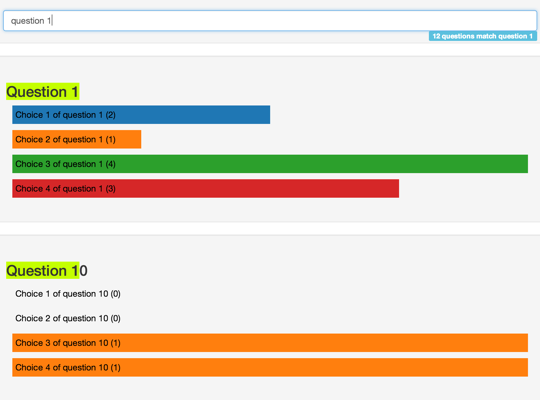 question 1
12 questions match question 1
Question 1
Choice 1 of question 1 (2)
Choice 2 of question 1 (1)
Choice 3 of question 1 (4)
Choice 4 of question 1 (3)
Question 10
Choice 1 of question 10 (0)
Choice 2 of question 10 (0)
Choice 3 of question 10 (1)
Choice 4 of question 10 (1)